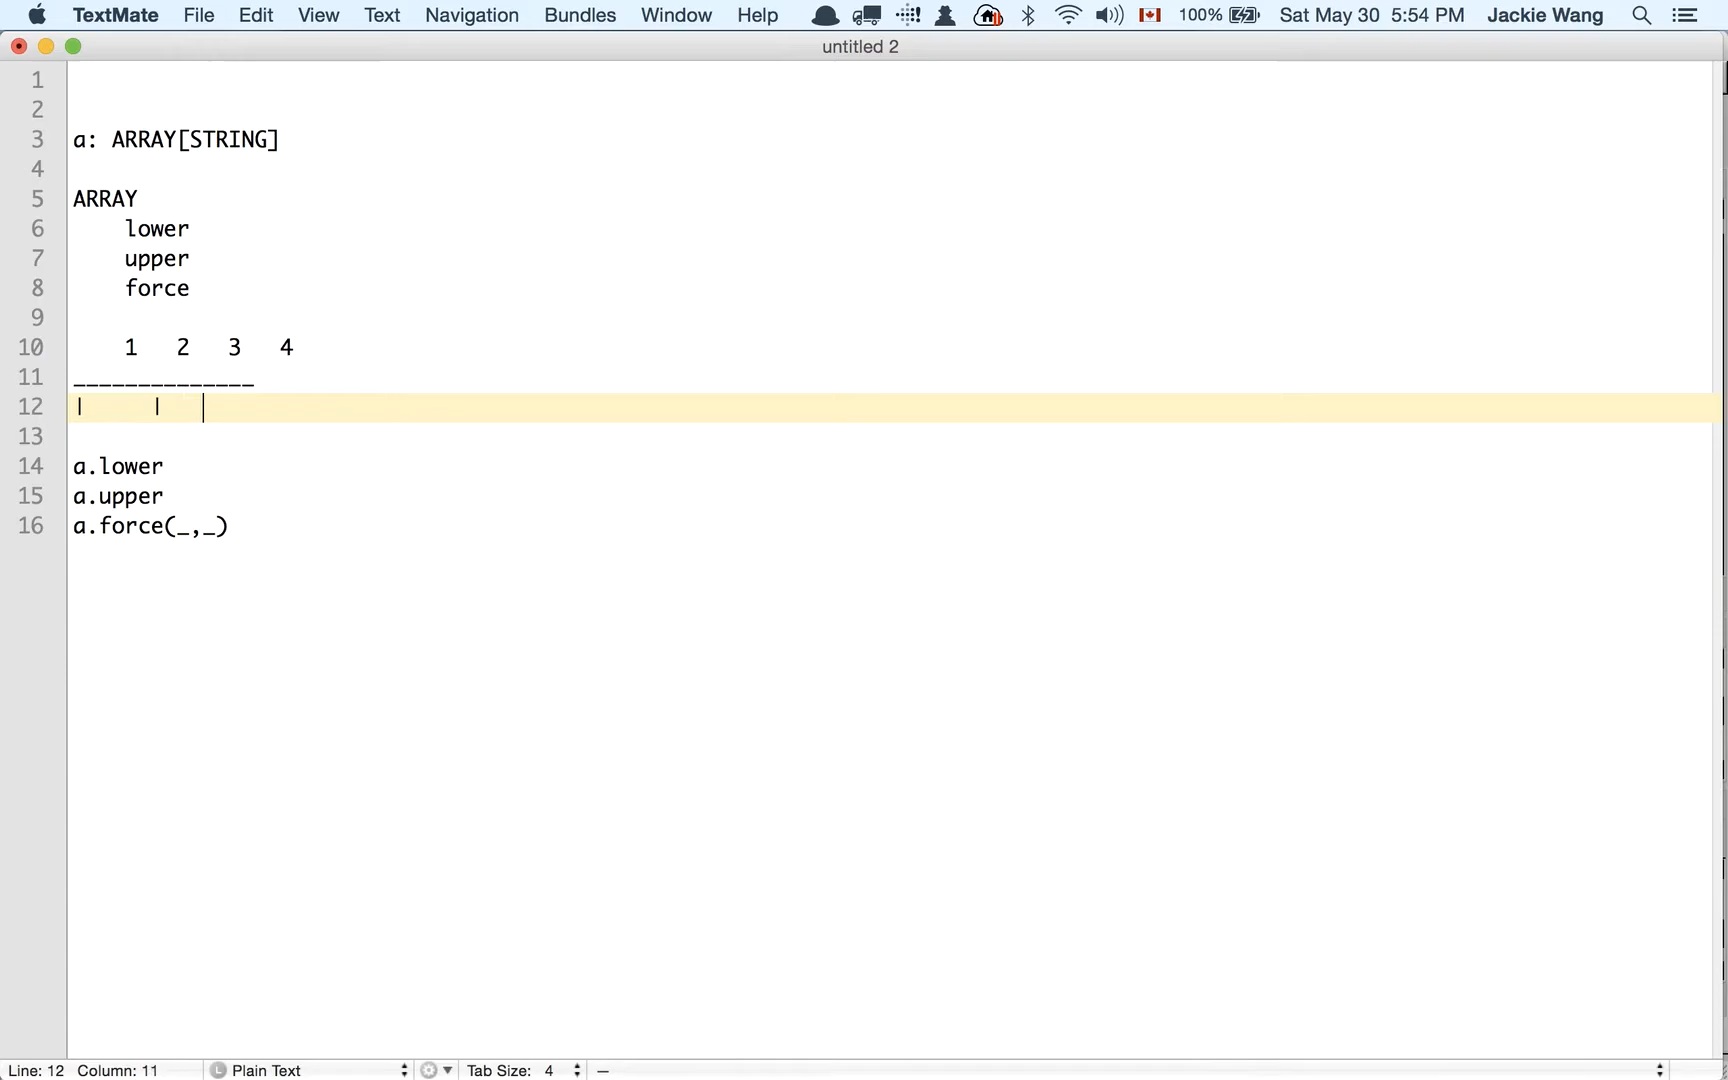 TextMate File Edit View Text Navigation Bundles Window Help 100% Sat May 30 5:54 PM Jackie Wang
untitled 2
1
2
3 a: ARRAY[STRING]
4
5 ARRAY
6 lower
7 upper
8 force
9
10 1 2 3 4
11 ______________
12 | |
13
14 a.lower
15 a.upper
16 a.force(_,_)
Line: 12 Column: 11 L Plain Text Tab Size: 4 —